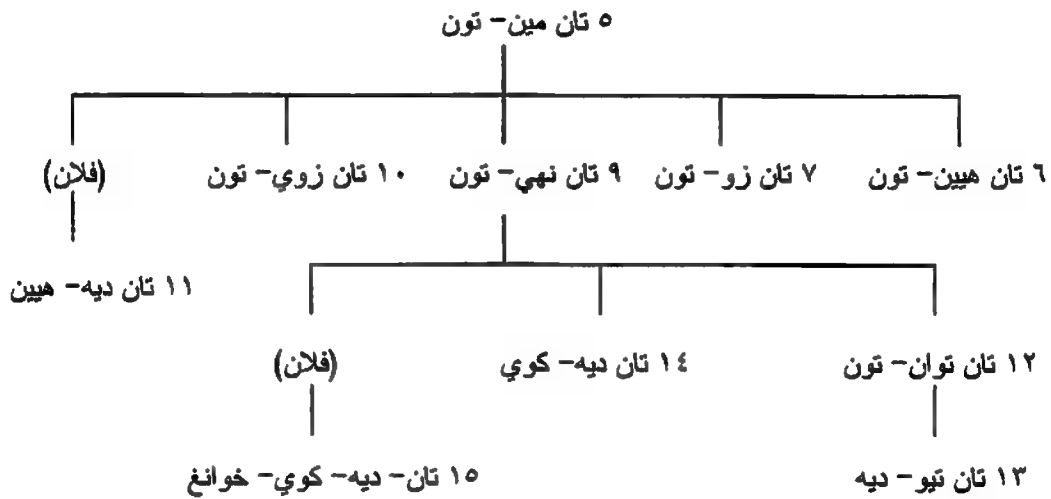 ٥ تان مين- تون
٦ تان هيين- تون
٧ تان زو- تون
٩ تان نهي- تون
١٠ تان زوي- تون
(فلان)
١١ تان ديه- هيين
١٢ تان توان- تون
١٤ تان ديه- كوي
(فلان)
١٣ تان تيو- ديه
١٥ تان- ديه- كوي- خوانغ